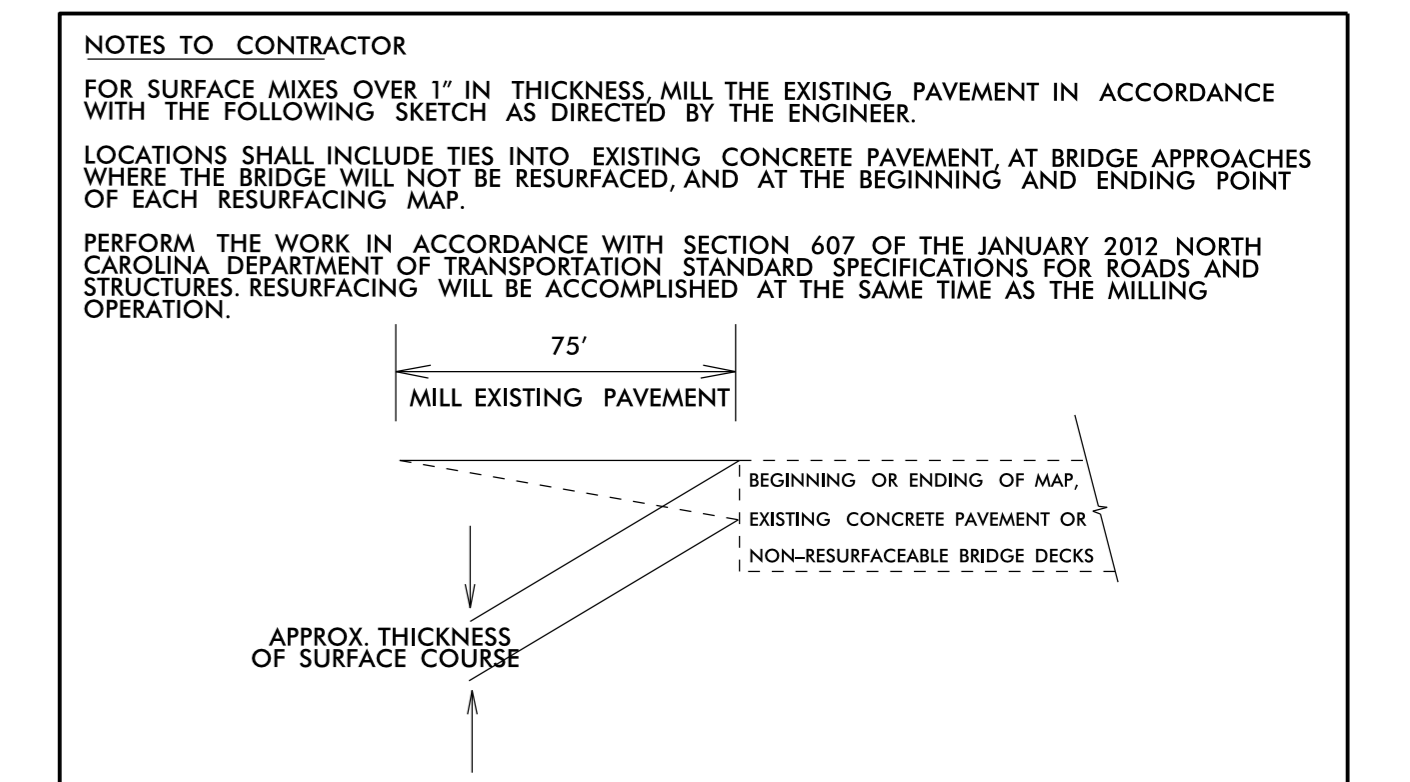 NOTES TO CONTRACTOR
FOR SURFACE MIXES OVER 1" IN THICKNESS, MILL THE EXISTING PAVEMENT IN ACCORDANCE
WITH THE FOLLOWING SKETCH AS DIRECTED BY THE ENGINEER.
LOCATIONS SHALL INCLUDE TIES INTO EXISTING CONCRETE PAVEMENT, AT BRIDGE APPROACHES
WHERE THE BRIDGE WILL NOT BE RESURFACED, AND AT THE BEGINNING AND ENDING POINT
OF EACH RESURFACING MAP.
PERFORM THE WORK IN ACCORDANCE WITH SECTION 607 OF THE JANUARY 2012 NORTH
CAROLINA DEPARTMENT OF TRANSPORTATION STANDARD SPECIFICATIONS FOR ROADS AND
STRUCTURES. RESURFACING WILL BE ACCOMPLISHED AT THE SAME TIME AS THE MILLING
OPERATION.
75'
MILL EXISTING PAVEMENT
BEGINNING OR ENDING OF MAP,
EXISTING CONCRETE PAVEMENT OR
NON-RESURFACEABLE BRIDGE DECKS
APPROX. THICKNESS
OF SURFACE COURSE